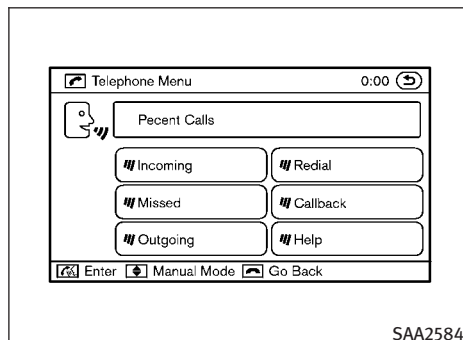 Telephone Menu 0:00
Pecent Calls
Incoming Redial
Missed Callback
Outgoing Help
Enter Manual Mode Go Back
SAA2584